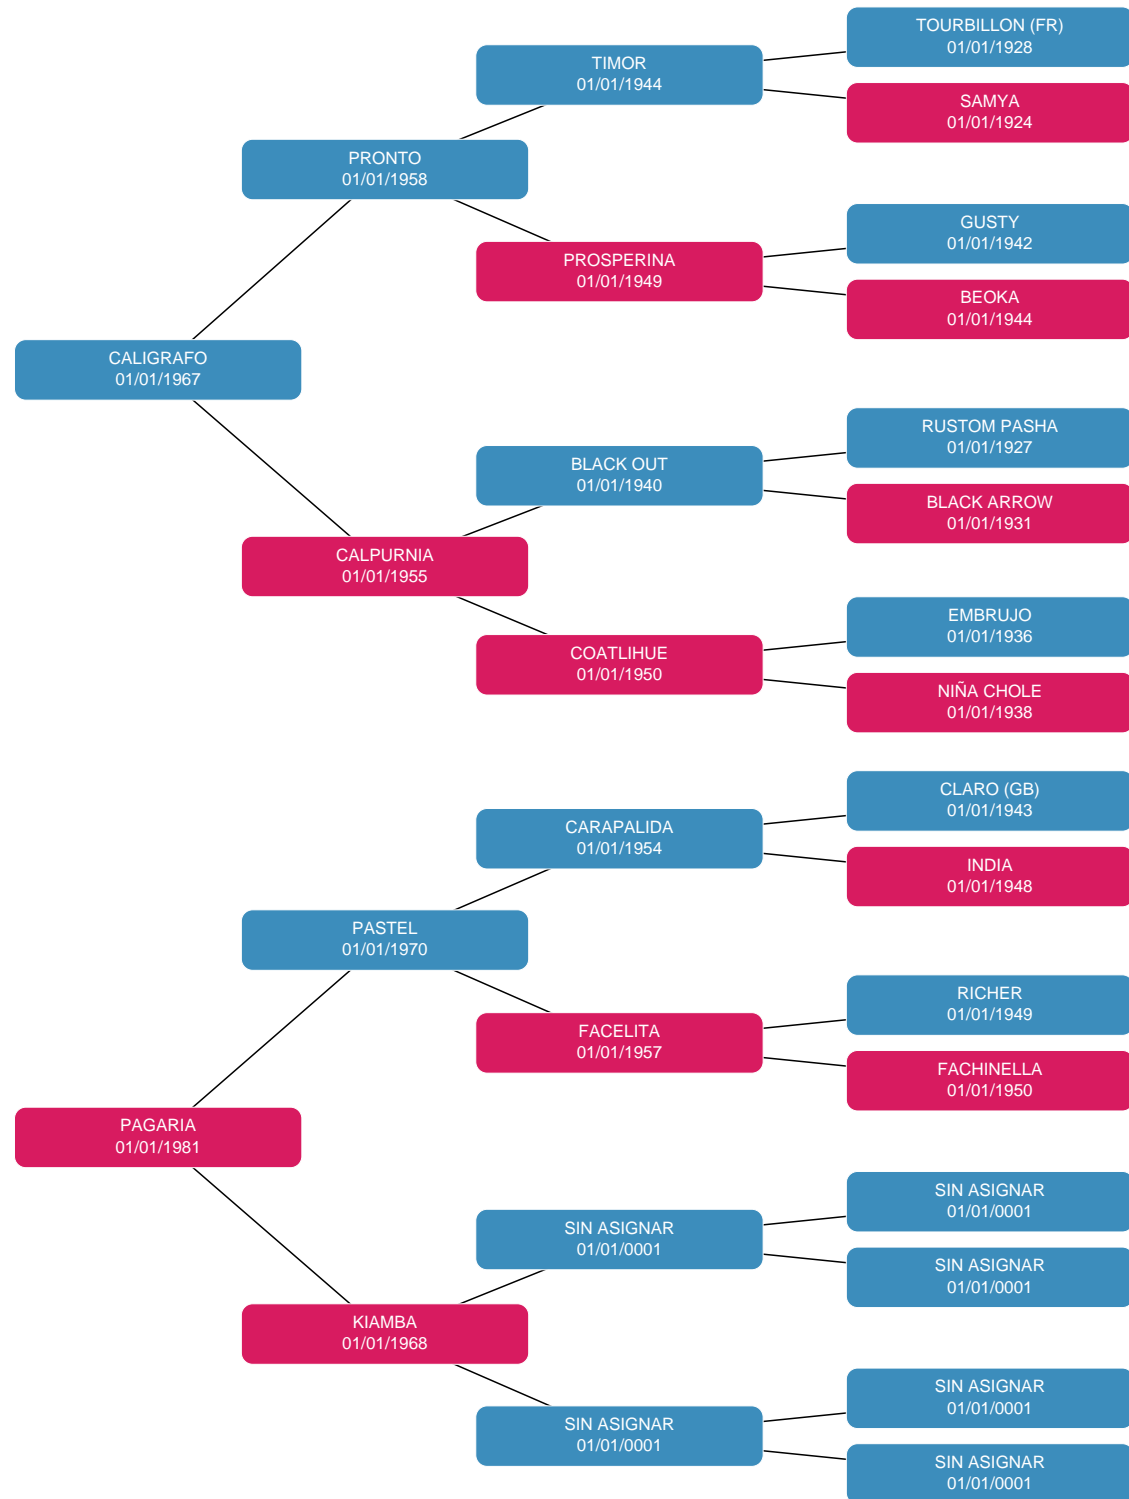 TOURBILLON (FR)
01/01/1928
TIMOR
01/01/1944
SAMYA
01/01/1924
PRONTO
01/01/1958
GUSTY
01/01/1942
PROSPERINA
01/01/1949
BEOKA
01/01/1944
CALIGRAFO
01/01/1967
RUSTOM PASHA
01/01/1927
BLACK OUT
01/01/1940
BLACK ARROW
01/01/1931
CALPURNIA
01/01/1955
EMBRUJO
01/01/1936
COATLIHUE
01/01/1950
NIÑA CHOLE
01/01/1938
CLARO (GB)
01/01/1943
CARAPALIDA
01/01/1954
INDIA
01/01/1948
PASTEL
01/01/1970
RICHER
01/01/1949
FACELITA
01/01/1957
FACHINELLA
01/01/1950
PAGARIA
01/01/1981
SIN ASIGNAR
01/01/0001
SIN ASIGNAR
01/01/0001
SIN ASIGNAR
01/01/0001
KIAMBA
01/01/1968
SIN ASIGNAR
01/01/0001
SIN ASIGNAR
01/01/0001
SIN ASIGNAR
01/01/0001